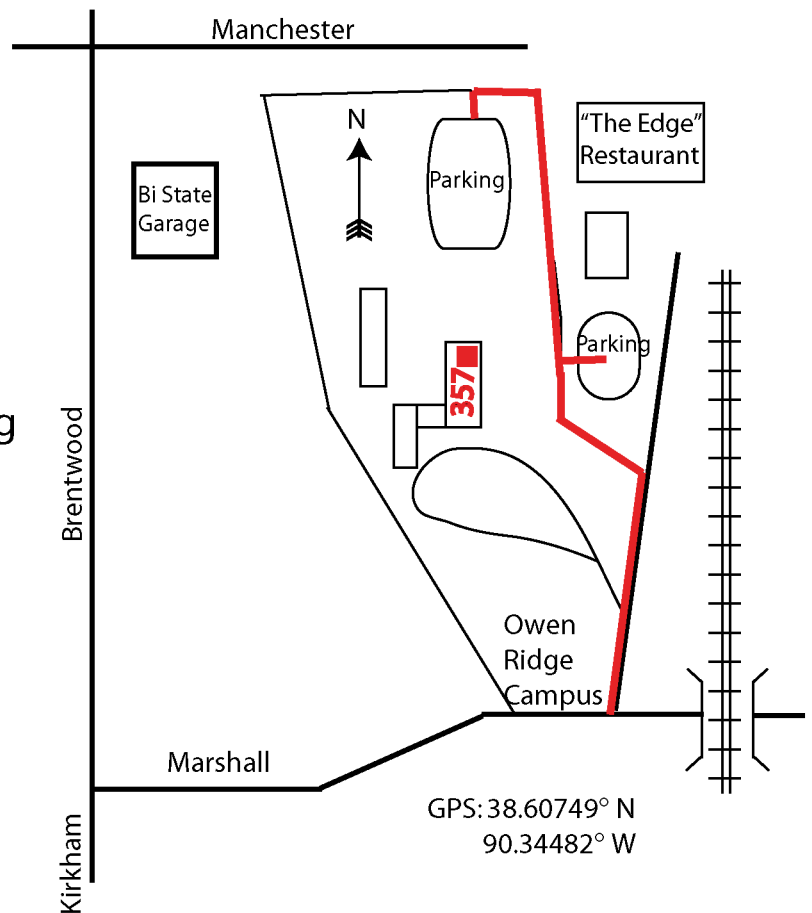 Manchester
N
"The Edge"
Restaurant
Parking
Bi State
Garage
Parking
357
g
Brentwood
Owen
Ridge
Campus
Marshall
GPS: 38.60749° N
90.34482° W
Kirkham